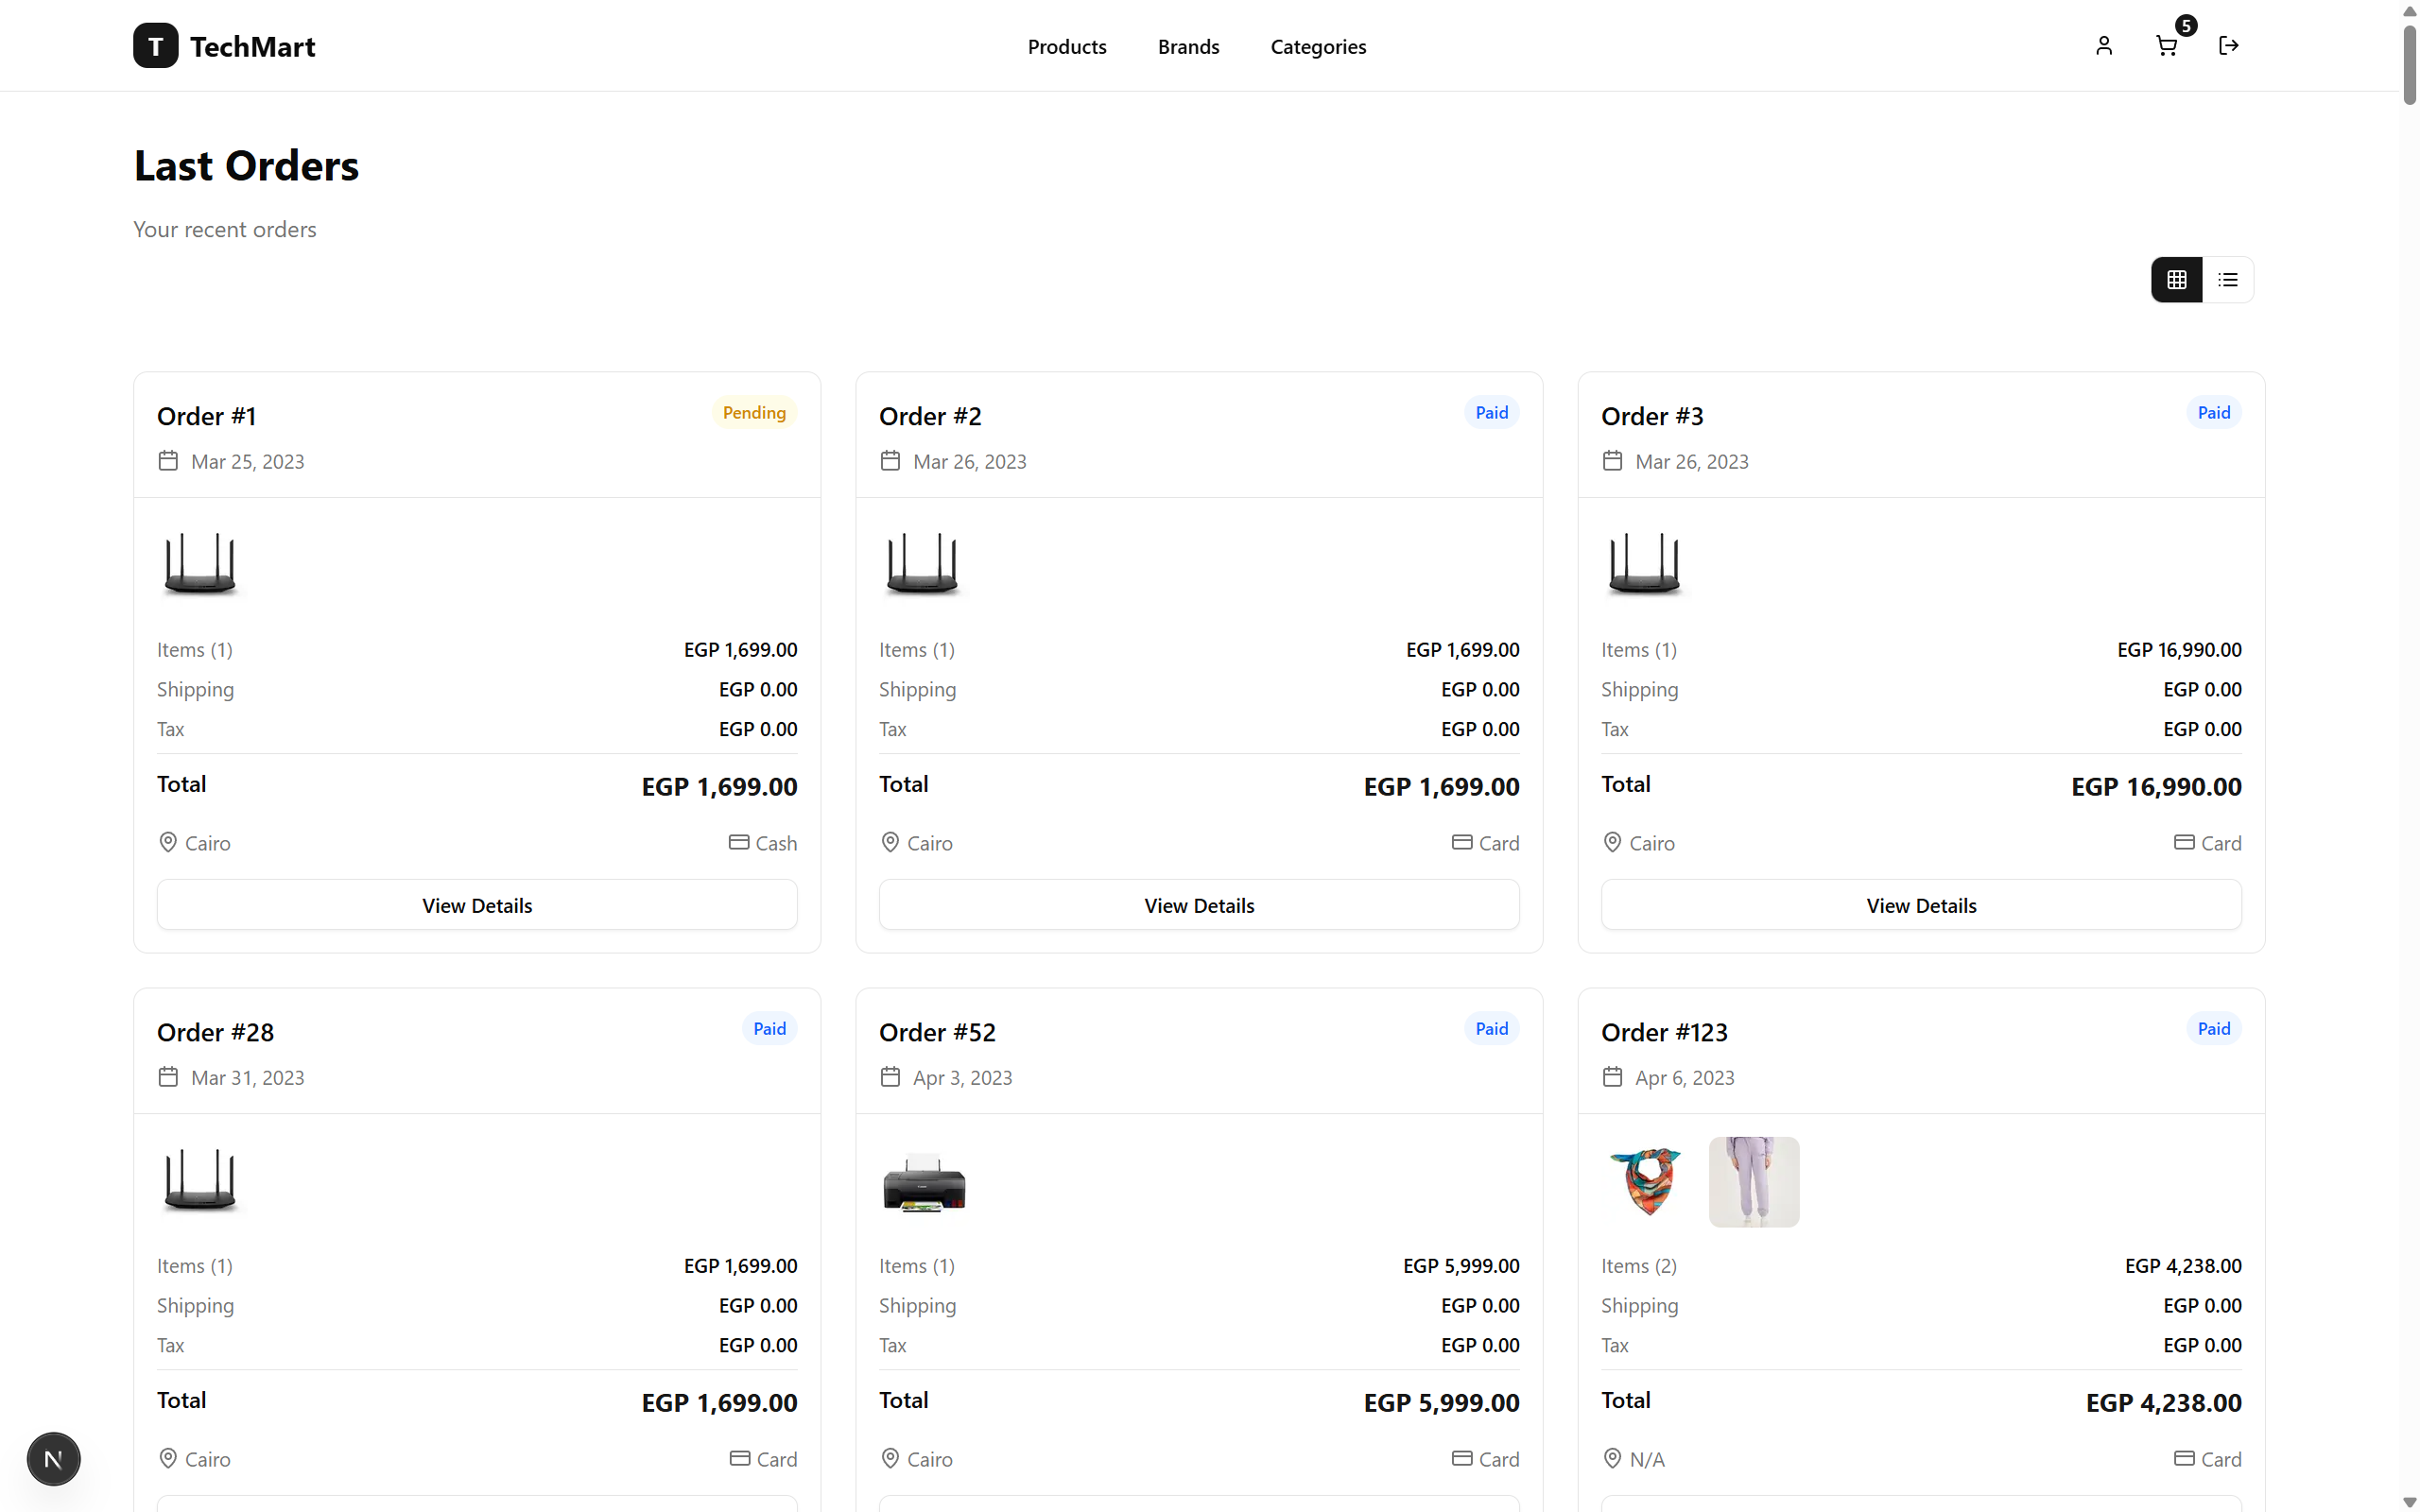 T TechMart
Products Brands Categories
5
Last Orders
Your recent orders
Order #1 Pending
Mar 25, 2023
Items (1) EGP 1,699.00
Shipping EGP 0.00
Tax EGP 0.00
Total EGP 1,699.00
Cairo Cash
View Details
Order #2 Paid
Mar 26, 2023
Items (1) EGP 1,699.00
Shipping EGP 0.00
Tax EGP 0.00
Total EGP 1,699.00
Cairo Card
View Details
Order #3 Paid
Mar 26, 2023
Items (1) EGP 16,990.00
Shipping EGP 0.00
Tax EGP 0.00
Total EGP 16,990.00
Cairo Card
View Details
Order #28 Paid
Mar 31, 2023
Items (1) EGP 1,699.00
Shipping EGP 0.00
Tax EGP 0.00
Total EGP 1,699.00
Cairo Card
Order #52 Paid
Apr 3, 2023
Items (1) EGP 5,999.00
Shipping EGP 0.00
Tax EGP 0.00
Total EGP 5,999.00
Cairo Card
Order #123 Paid
Apr 6, 2023
Items (2) EGP 4,238.00
Shipping EGP 0.00
Tax EGP 0.00
Total EGP 4,238.00
N/A Card
N